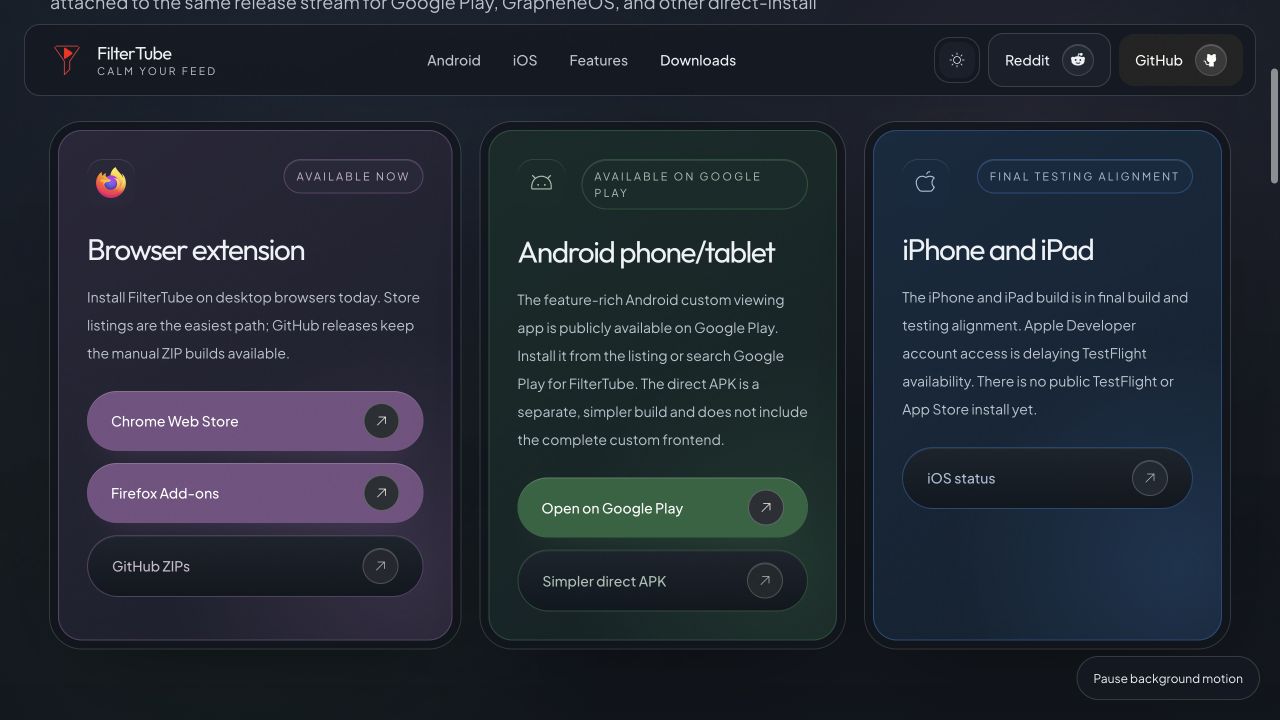 attached to the same release stream for Google Play, GrapheneOS, and other direct-install
FilterTube
CALM YOUR FEED
Android
iOS
Features
Downloads
Reddit
GitHub
AVAILABLE NOW
Browser extension
Install FilterTube on desktop browsers today. Store
listings are the easiest path; GitHub releases keep
the manual ZIP builds available.
Chrome Web Store
Firefox Add-ons
GitHub ZIPs
AVAILABLE ON GOOGLE
PLAY
Android phone/tablet
The feature-rich Android custom viewing
app is publicly available on Google Play.
Install it from the listing or search Google
Play for FilterTube. The direct APK is a
separate, simpler build and does not include
the complete custom frontend.
Open on Google Play
Simpler direct APK
FINAL TESTING ALIGNMENT
iPhone and iPad
The iPhone and iPad build is in final build and
testing alignment. Apple Developer
account access is delaying TestFlight
availability. There is no public TestFlight or
App Store install yet.
iOS status
Pause background motion